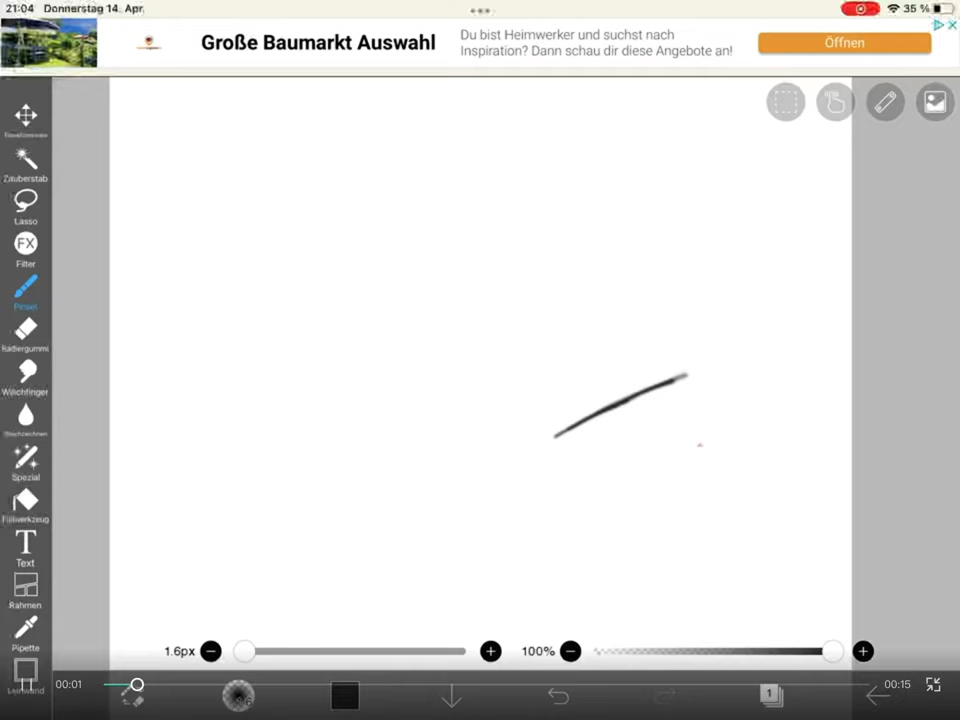 21:04 Donnerstag 14. Apr.
35 %
Große Baumarkt Auswahl
Du bist Heimwerker und suchst nach
Inspiration? Dann schau dir diese Angebote an!
Öffnen
Zauberstab
Lasso
FX
Filter
Pinsel
Radiergummi
Wischfinger
Spezial
Füllwerkzeug
T
Text
Rahmen
Pipette
Leinwand
1.6px
100%
00:01
1
00:15